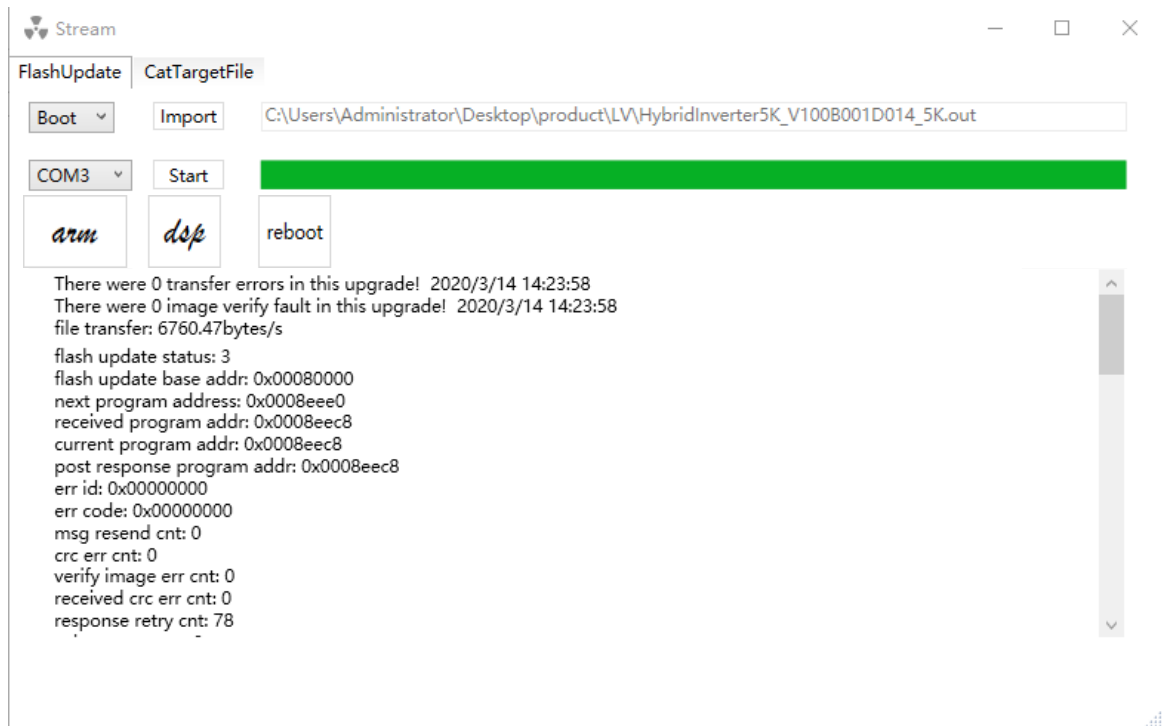 Stream
FlashUpdate CatTargetFile
Boot Import C:\Users\Administrator\Desktop\product\LV\HybridInverter5K_V100B001D014_5K.out
COM3 Start
arm dsp reboot
There were 0 transfer errors in this upgrade!  2020/3/14 14:23:58
There were 0 image verify fault in this upgrade!  2020/3/14 14:23:58
file transfer: 6760.47bytes/s
flash update status: 3
flash update base addr: 0x00080000
next program address: 0x0008eee0
received program addr: 0x0008eec8
current program addr: 0x0008eec8
post response program addr: 0x0008eec8
err id: 0x00000000
err code: 0x00000000
msg resend cnt: 0
crc err cnt: 0
verify image err cnt: 0
received crc err cnt: 0
response retry cnt: 78